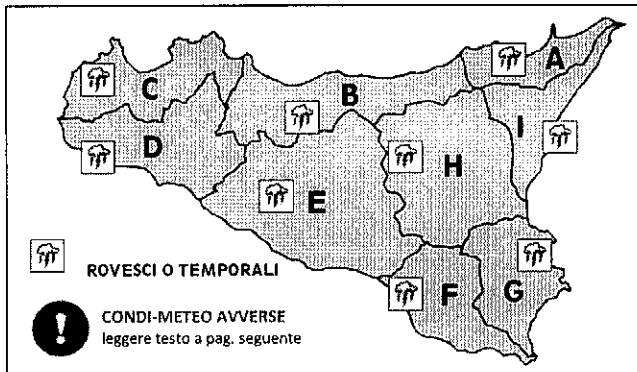 A
C
B
I
D
H
E
ROVESCI O TEMPORALI
F
G
!
CONDI-METEO AVVERSE
leggere testo a pag. seguente